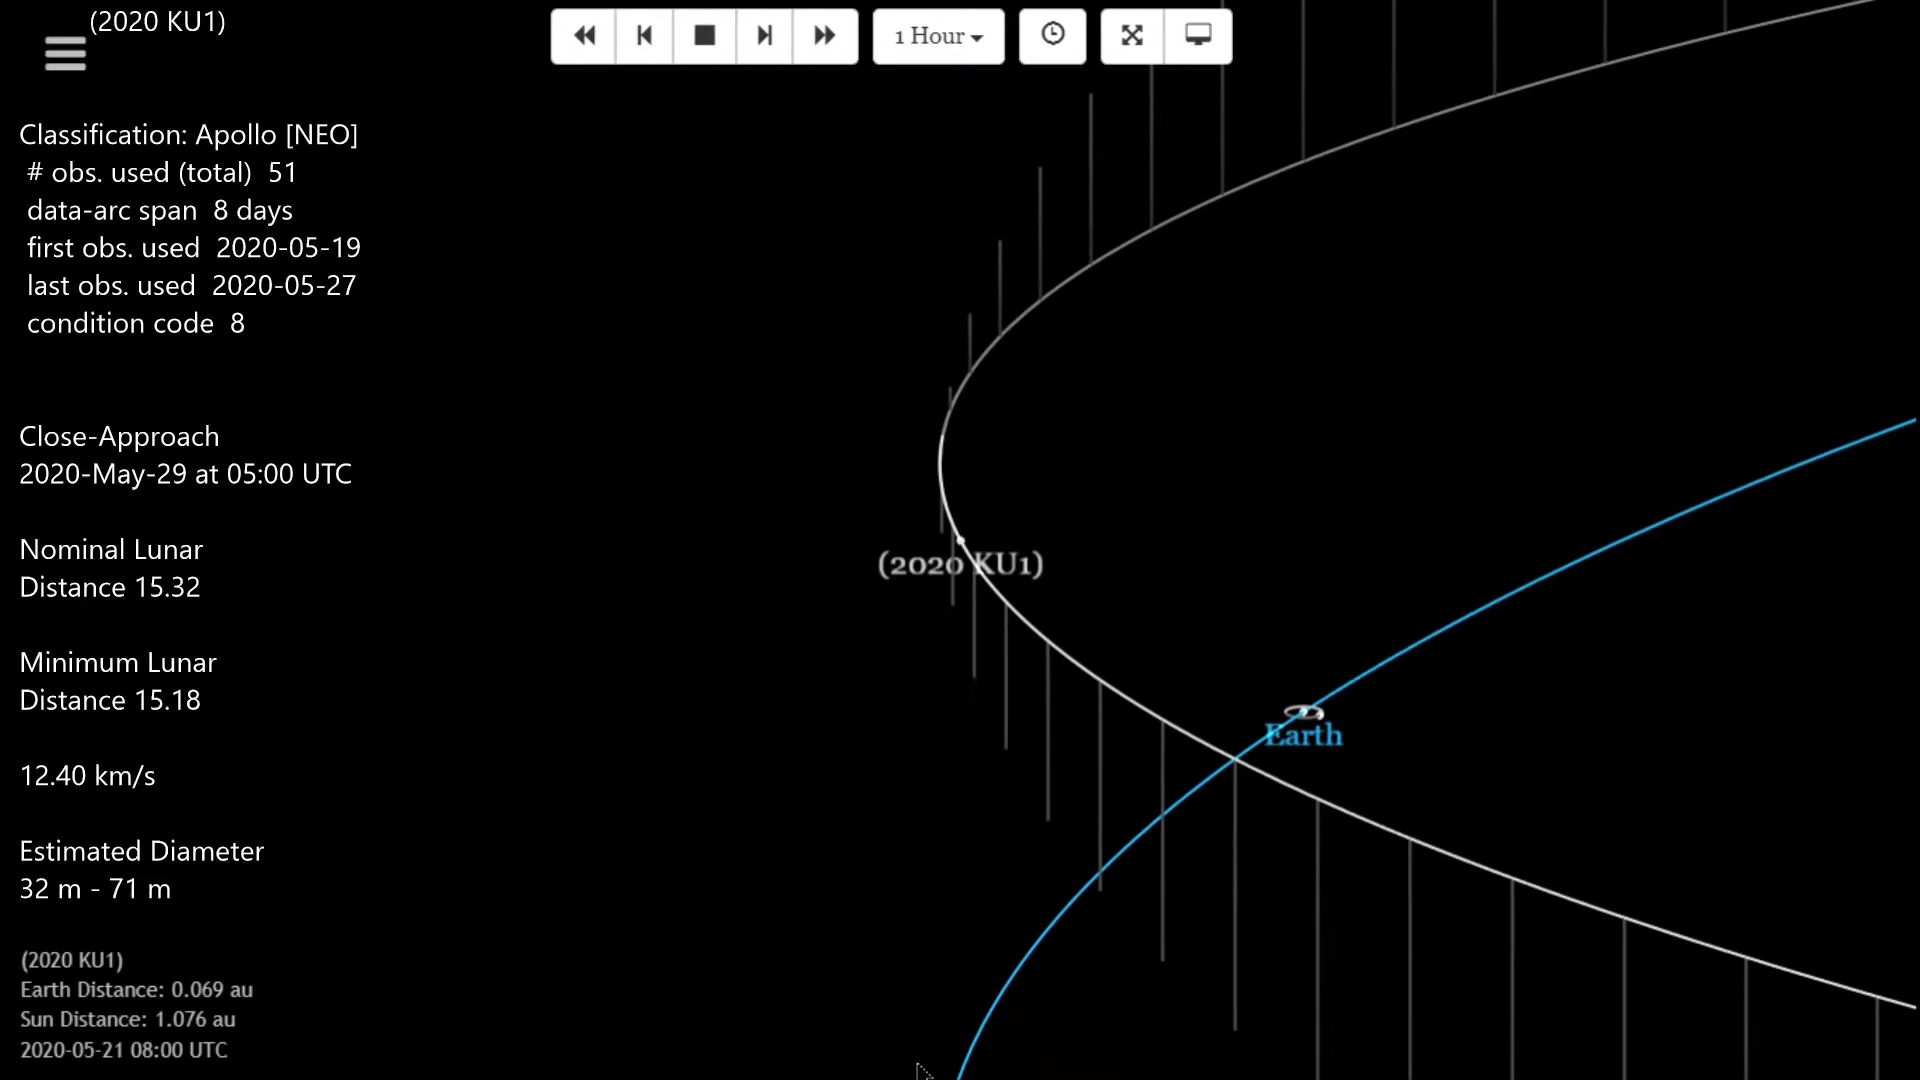 (2020 KU1)
1 Hour
Classification: Apollo [NEO]
# obs. used (total) 51
data-arc span 8 days
first obs. used 2020-05-19
last obs. used 2020-05-27
condition code 8
Close-Approach
2020-May-29 at 05:00 UTC
Nominal Lunar
Distance 15.32
Minimum Lunar
Distance 15.18
12.40 km/s
Estimated Diameter
32 m - 71 m
(2020 KU1)
Earth Distance: 0.069 au
Sun Distance: 1.076 au
2020-05-21 08:00 UTC
(2020 KU1)
Earth